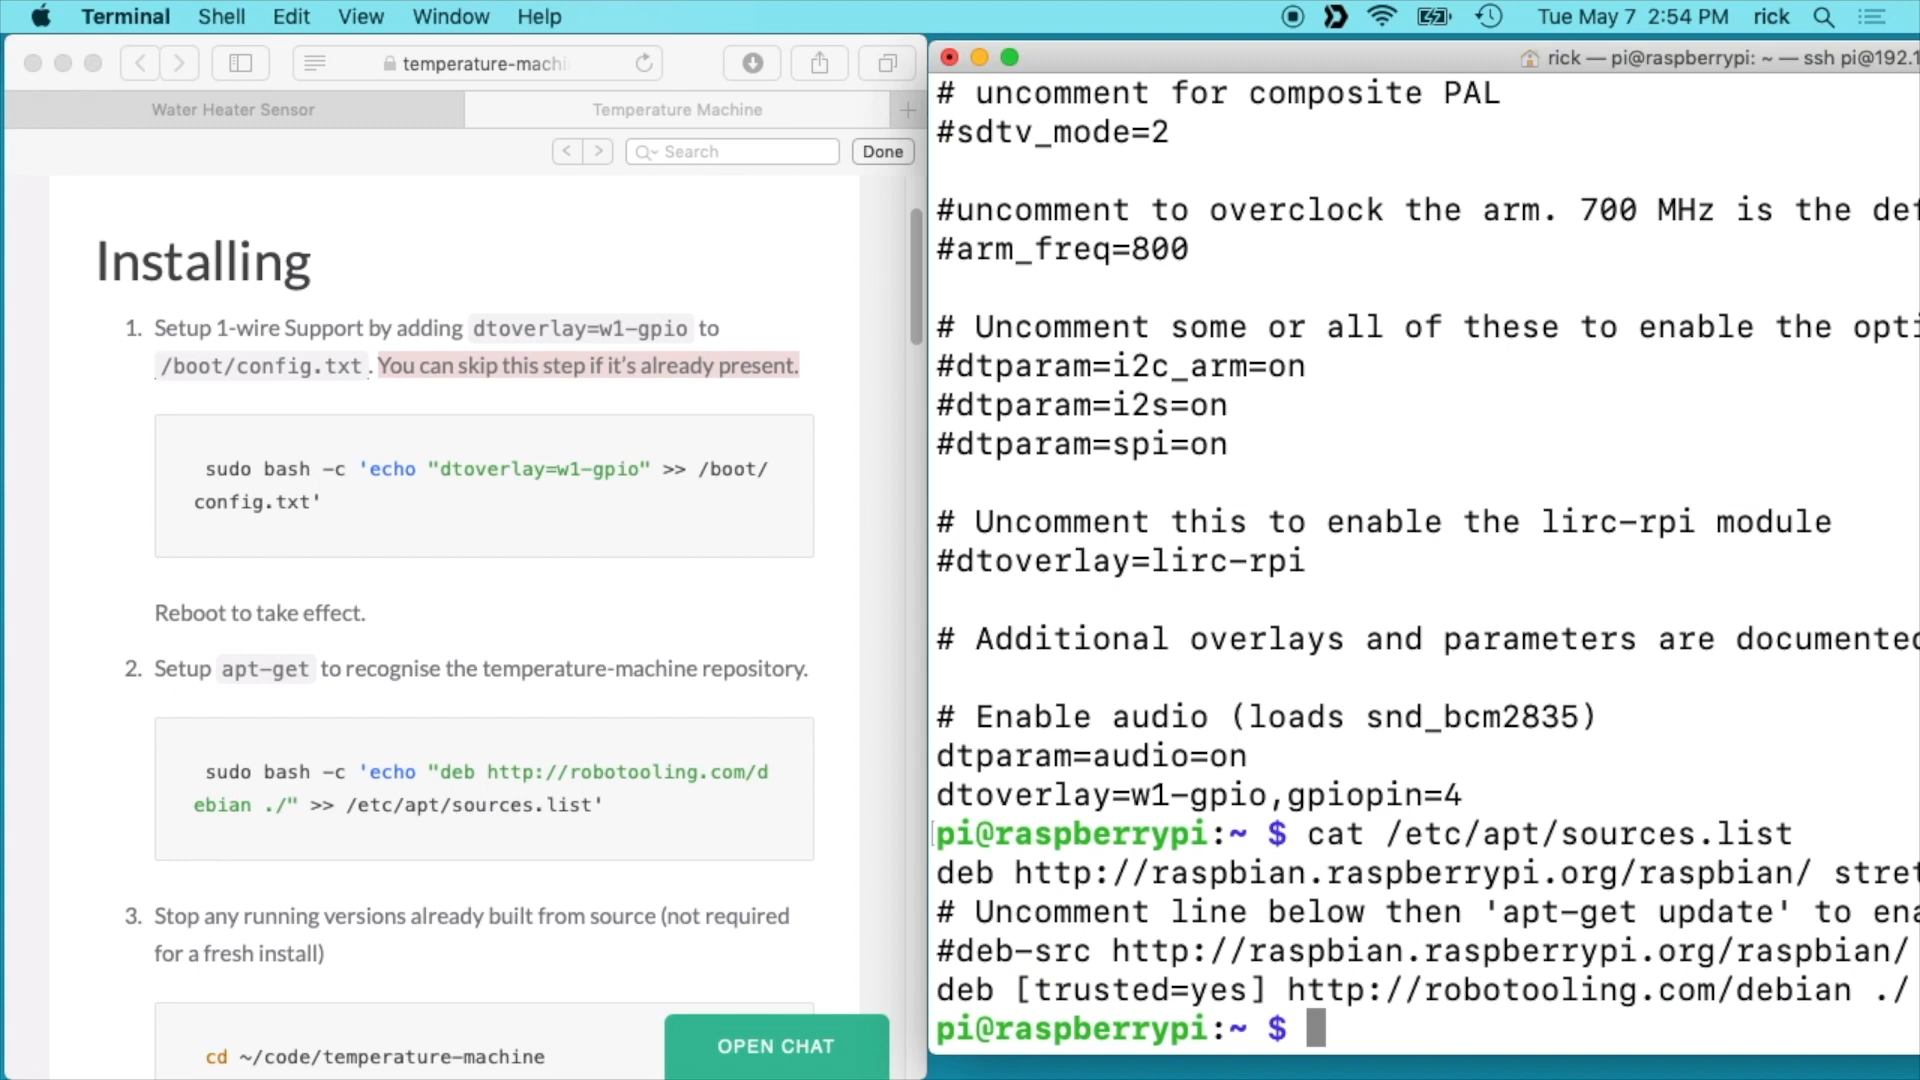 Terminal Shell Edit View Window Help Tue May 7 2:54 PM rick
temperature-machi
Water Heater Sensor Temperature Machine
Search Done
Installing
1. Setup 1-wire Support by adding dtoverlay=w1-gpio to
/boot/config.txt. You can skip this step if it’s already present.
sudo bash -c 'echo "dtoverlay=w1-gpio" >> /boot/
config.txt'
Reboot to take effect.
2. Setup apt-get to recognise the temperature-machine repository.
sudo bash -c 'echo "deb http://robotooling.com/d
ebian ./" >> /etc/apt/sources.list'
3. Stop any running versions already built from source (not required
for a fresh install)
cd ~/code/temperature-machine
OPEN CHAT
rick — pi@raspberrypi: ~ — ssh pi@192.1
# uncomment for composite PAL
#sdtv_mode=2
#uncomment to overclock the arm. 700 MHz is the def
#arm_freq=800
# Uncomment some or all of these to enable the opti
#dtparam=i2c_arm=on
#dtparam=i2s=on
#dtparam=spi=on
# Uncomment this to enable the lirc-rpi module
#dtoverlay=lirc-rpi
# Additional overlays and parameters are documented
# Enable audio (loads snd_bcm2835)
dtparam=audio=on
dtoverlay=w1-gpio,gpiopin=4
pi@raspberrypi:~ $ cat /etc/apt/sources.list
deb http://raspbian.raspberrypi.org/raspbian/ stret
# Uncomment line below then 'apt-get update' to ena
#deb-src http://raspbian.raspberrypi.org/raspbian/
deb [trusted=yes] http://robotooling.com/debian ./
pi@raspberrypi:~ $